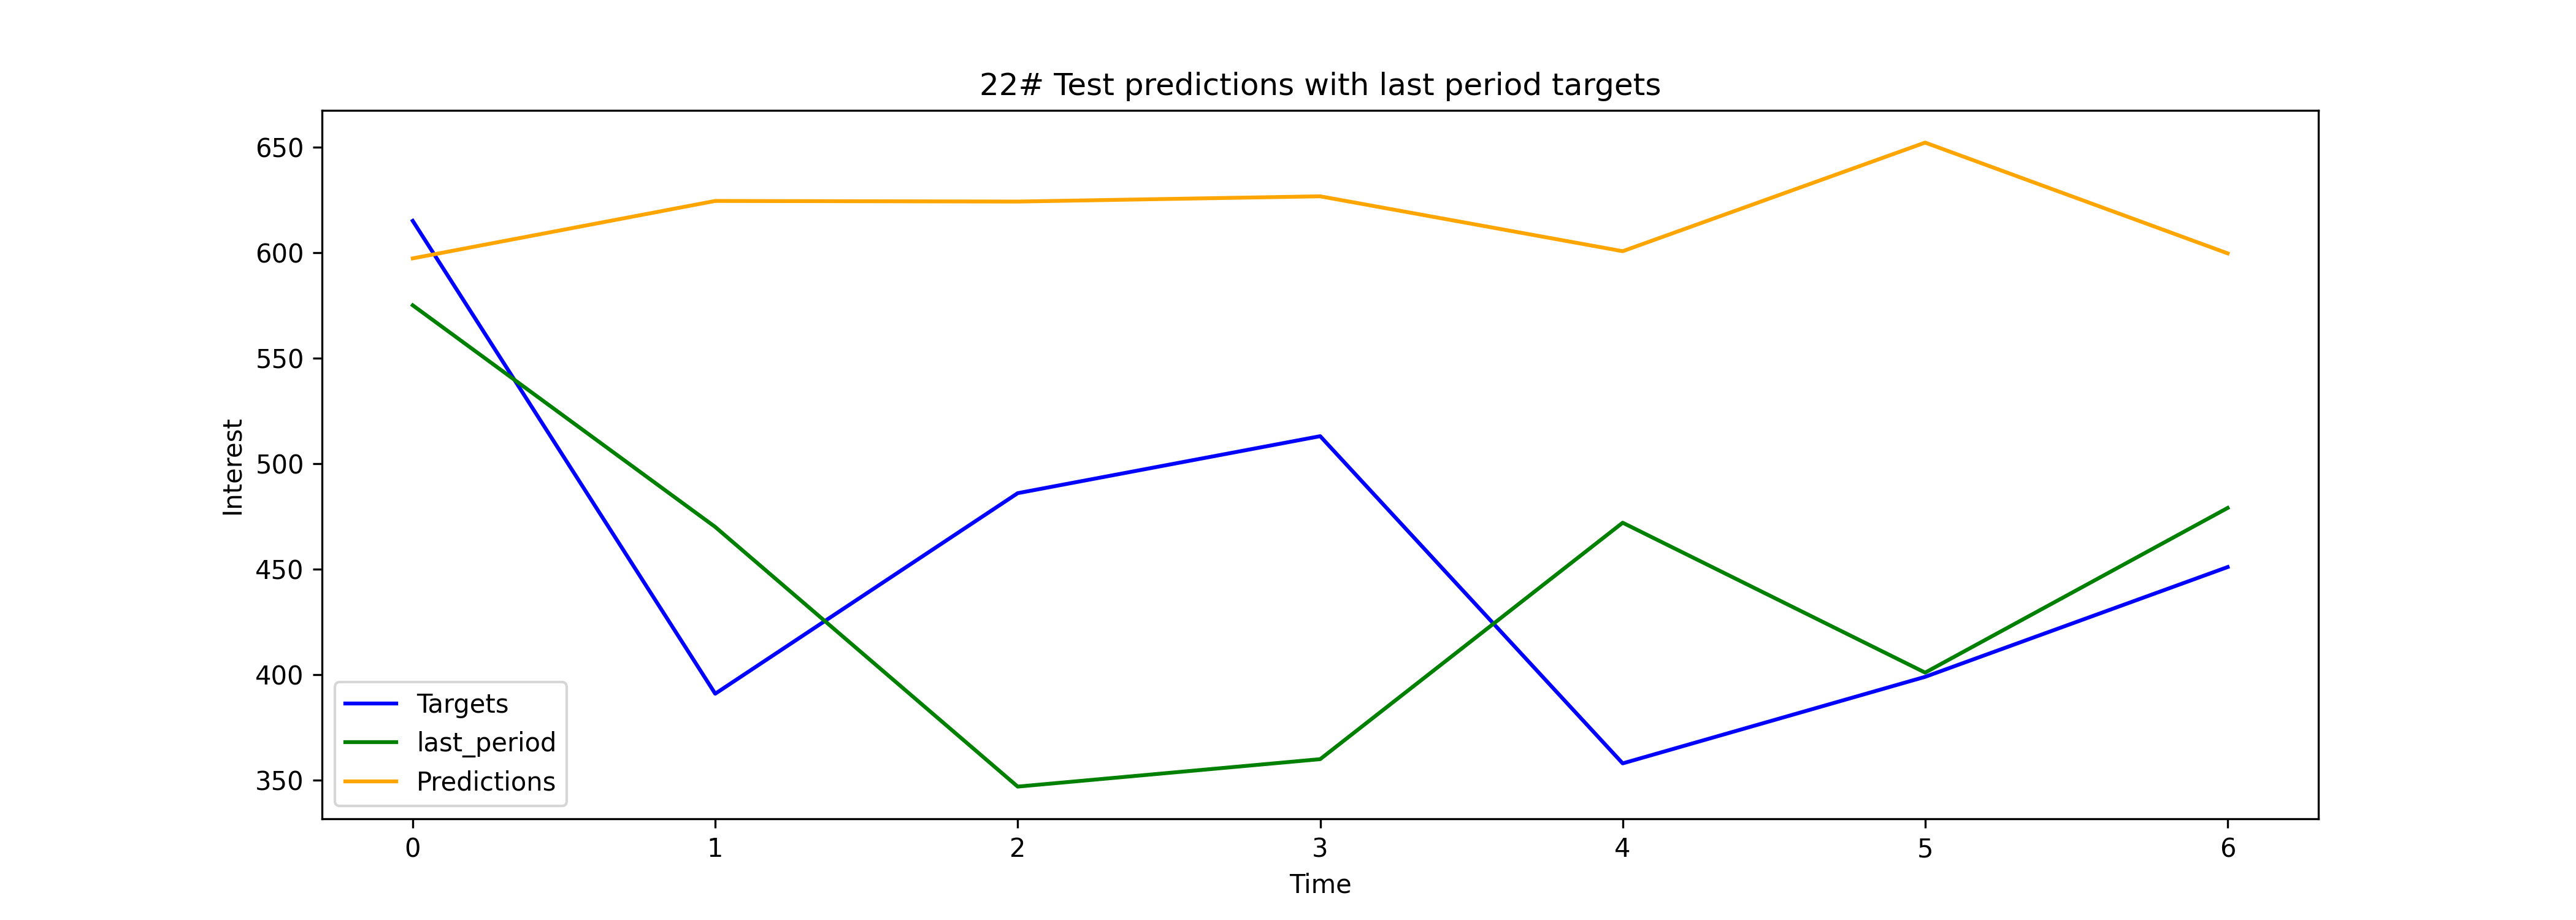 22# Test predictions with last period targets
650
600
550
500
450
400
350
Interest
Targets
last_period
Predictions
0 1 2 3 4 5 6
Time